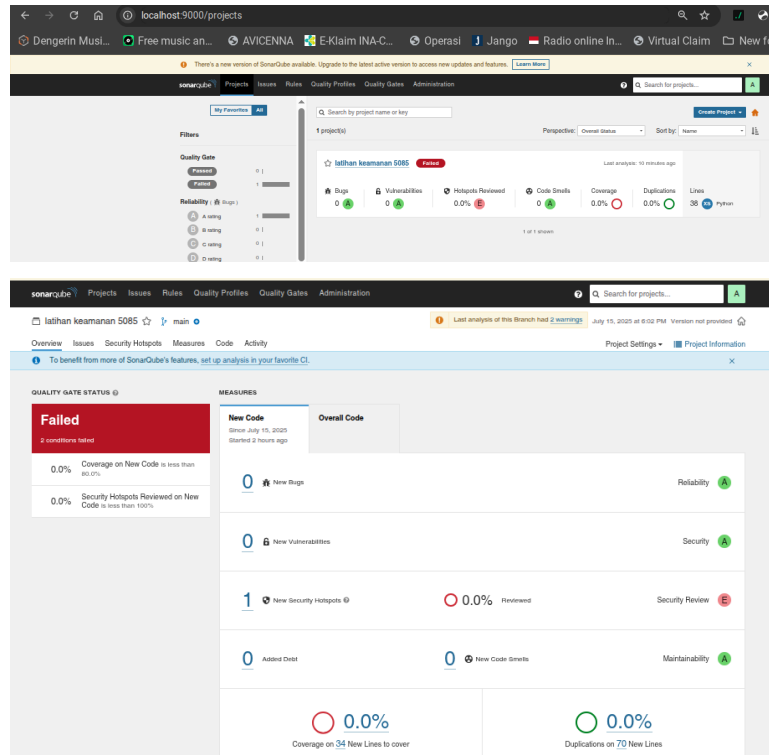 localhost:9000/projects
Dengerin Musi... Free music an... AVICENNA E-Klaim INA-C... Operasi Jango Radio online In... Virtual Claim New f
There's a new version of SonarQube available. Upgrade to the latest active version to access new updates and features. Learn More
sonarqube Projects Issues Rules Quality Profiles Quality Gates Administration Search for projects... A
My Favorites All Search by project name or key Create Project
Filters 1 project(s) Perspective: Overall Status Sort by: Name
Quality Gate
Passed 0
Failed 1
Reliability ( Bugs )
A A rating 1
B B rating 0
C C rating 0
D D rating 0
latihan keamanan 5085 Failed Last analysis: 10 minutes ago
Bugs Vulnerabilities Hotspots Reviewed Code Smells Coverage Duplications Lines
0 A 0 A 0.0% E 0 A 0.0% 0.0% 38 XS Python
1 of 1 shown
sonarqube Projects Issues Rules Quality Profiles Quality Gates Administration Search for projects... A
latihan keamanan 5085 main Last analysis of this Branch had 2 warnings July 15, 2025 at 6:02 PM Version not provided
Overview Issues Security Hotspots Measures Code Activity Project Settings Project Information
To benefit from more of SonarQube's features, set up analysis in your favorite CI.
QUALITY GATE STATUS MEASURES
Failed
2 conditions failed
0.0% Coverage on New Code is less than 80.0%
0.0% Security Hotspots Reviewed on New Code is less than 100%
New Code Overall Code
Since July 15, 2025
Started 2 hours ago
0 New Bugs Reliability A
0 New Vulnerabilities Security A
1 New Security Hotspots 0.0% Reviewed Security Review E
0 Added Debt 0 New Code Smells Maintainability A
0.0% 0.0%
Coverage on 34 New Lines to cover Duplications on 70 New Lines